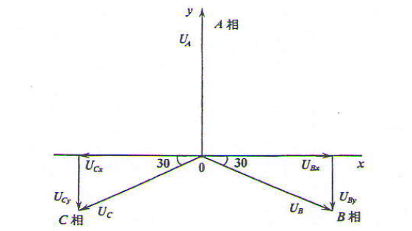 y
A 相
U_A
U_Cx
30
0
30
U_Bx
x
U_Cy
C 相
U_C
U_B
U_By
B 相